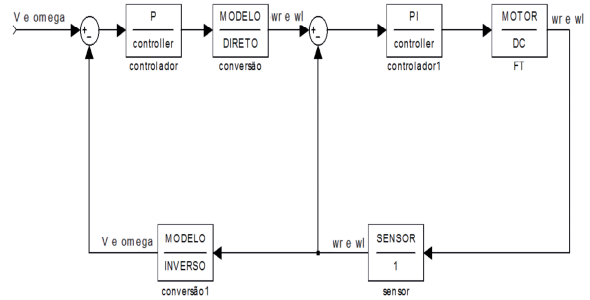 V e omega
+
-
P
controller
controlador
MODELO
DIRETO
conversão
wr e wl
+
-
PI
controller
controlador1
MOTOR
DC
FT
wr e wl
V e omega
MODELO
INVERSO
conversão1
wr e wl
SENSOR
1
sensor